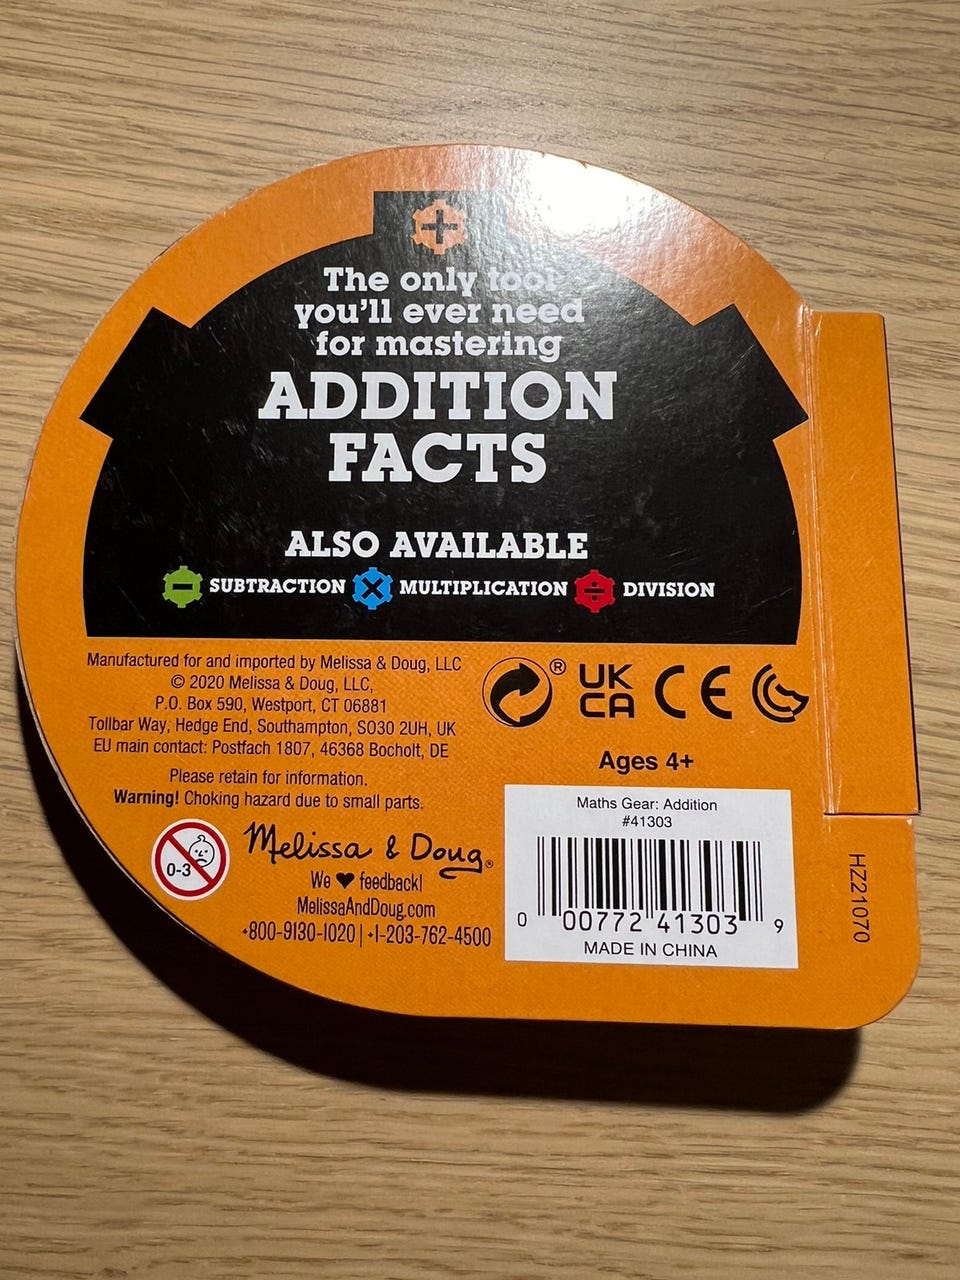 The only tool
you'll ever need
for mastering
ADDITION
FACTS
ALSO AVAILABLE
SUBTRACTION MULTIPLICATION DIVISION
Manufactured for and imported by Melissa & Doug, LLC
© 2020 Melissa & Doug, LLC,
P.O. Box 590, Westport, CT 06881
Tollbar Way, Hedge End, Southampton, SO30 2UH, UK
EU main contact: Postfach 1807, 46368 Bocholt, DE
Please retain for information.
Warning! Choking hazard due to small parts.
0-3
Melissa & Doug®
We ♥ feedback!
MelissaAndDoug.com
+800-9130-1020 | +1-203-762-4500
®
UK
CA
CE
Ages 4+
Maths Gear: Addition
#41303
0 00772 41303 9
MADE IN CHINA
HZ21070